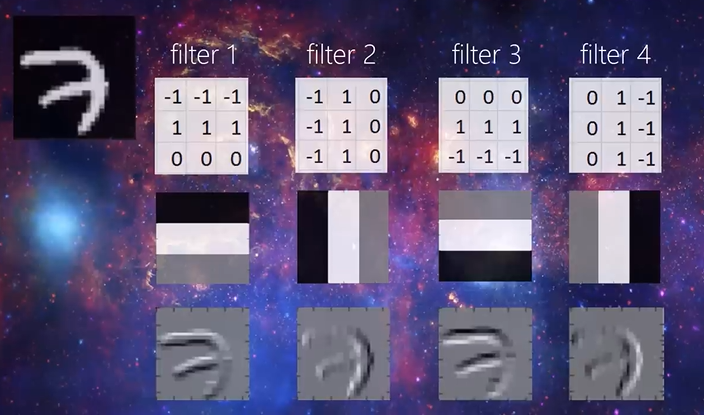 filter 1 filter 2 filter 3 filter 4
-1 -1 -1 -1 1 0 0 0 0 0 1 -1
1 1 1 -1 1 0 1 1 1 0 1 -1
0 0 0 -1 1 0 -1 -1 -1 0 1 -1